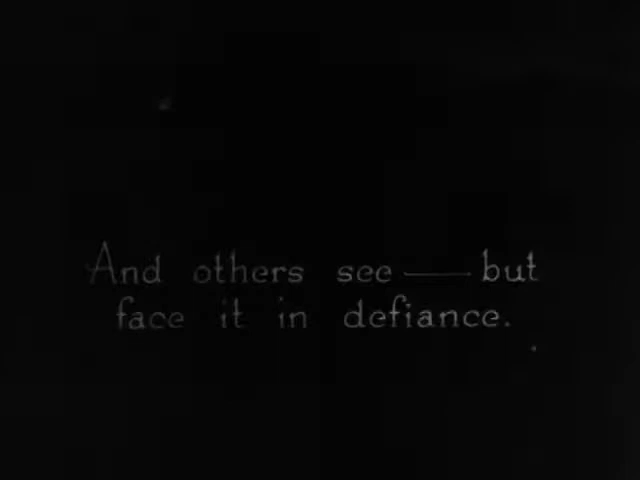 And others see — but
face it in defiance.